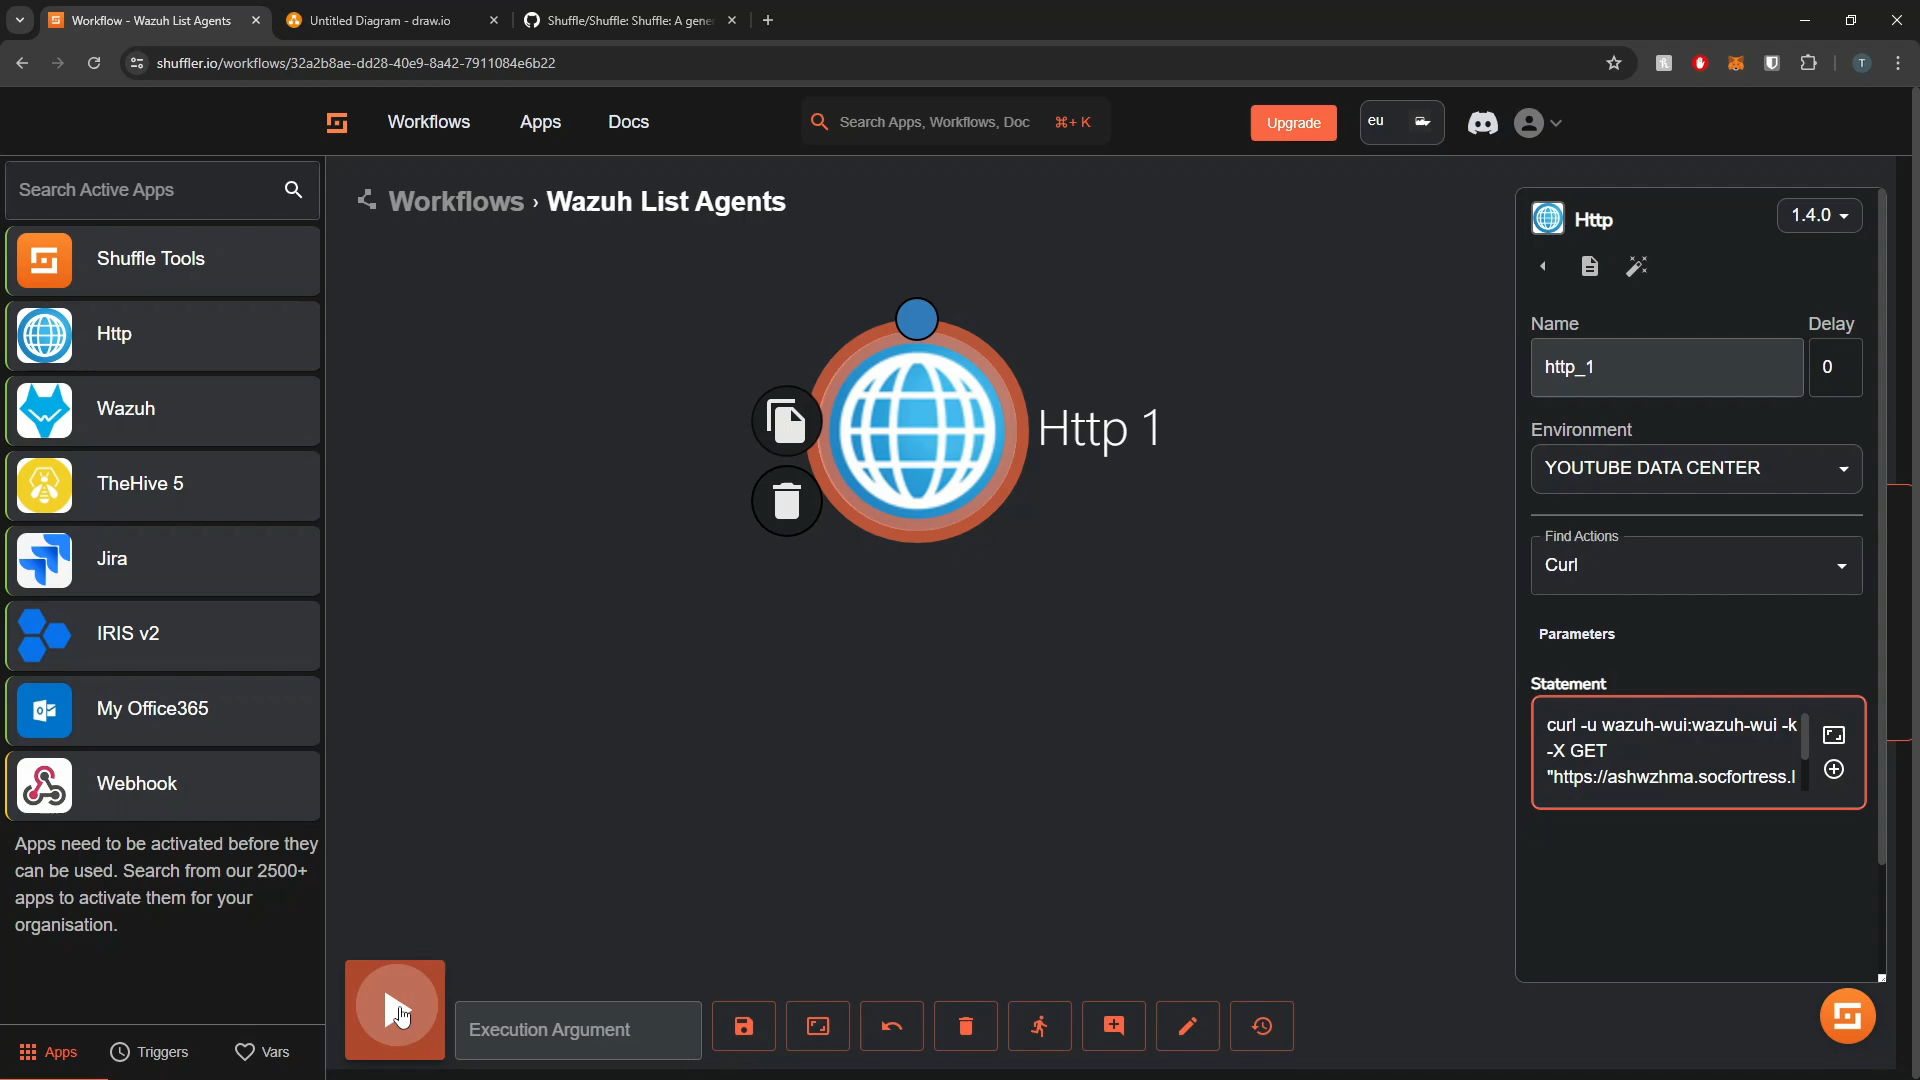 Workflow - Wazuh List Agents
Untitled Diagram - draw.io
Shuffle/Shuffle: Shuffle: A gene
shuffler.io/workflows/32a2b8ae-dd28-40e9-8a42-7911084e6b22
T
Workflows
Apps
Docs
Search Apps, Workflows, Doc
⌘+ K
Upgrade
eu
Search Active Apps
Shuffle Tools
Http
Wazuh
TheHive 5
Jira
IRIS v2
My Office365
Webhook
Apps need to be activated before they
can be used. Search from our 2500+
apps to activate them for your
organisation.
Apps
Triggers
Vars
Workflows › Wazuh List Agents
Http 1
Execution Argument
Http
1.4.0
Name
Delay
http_1
0
Environment
YOUTUBE DATA CENTER
Find Actions
Curl
Parameters
Statement
curl -u wazuh-wui:wazuh-wui -k
-X GET
"https://ashwzhma.socfortress.l